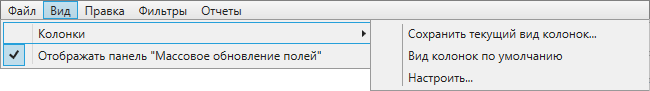 Файл Вид Правка Фильтры Отчеты
Колонки
Отображать панель "Массовое обновление полей"
Сохранить текущий вид колонок...
Вид колонок по умолчанию
Настроить...